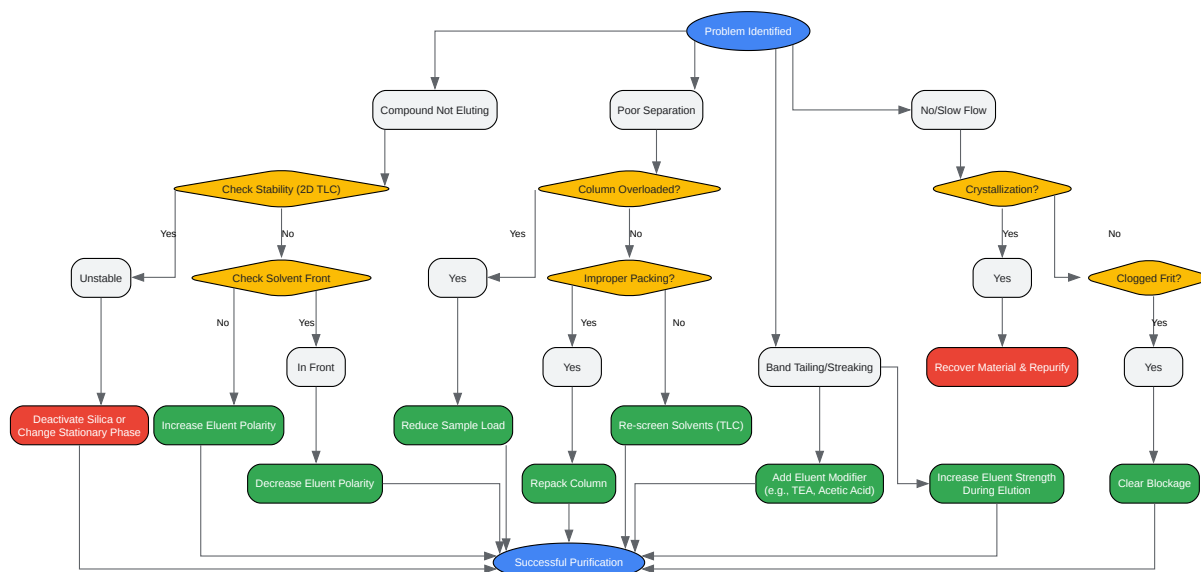 Problem Identified
Compound Not Eluting
Poor Separation
No/Slow Flow
Check Stability (2D TLC)
Column Overloaded?
Crystallization?
Yes
No
Yes
No
Yes
No
Unstable
Check Solvent Front
Yes
Improper Packing?
Yes
Clogged Frit?
No
Yes
Yes
No
Yes
In Front
Yes
Band Tailing/Streaking
Recover Material & Repurify
Yes
Deactivate Silica or
Change Stationary Phase
Increase Eluent Polarity
Reduce Sample Load
Re-screen Solvents (TLC)
Decrease Eluent Polarity
Repack Column
Add Eluent Modifier
(e.g., TEA, Acetic Acid)
Increase Eluent Strength
During Elution
Clear Blockage
Successful Purification